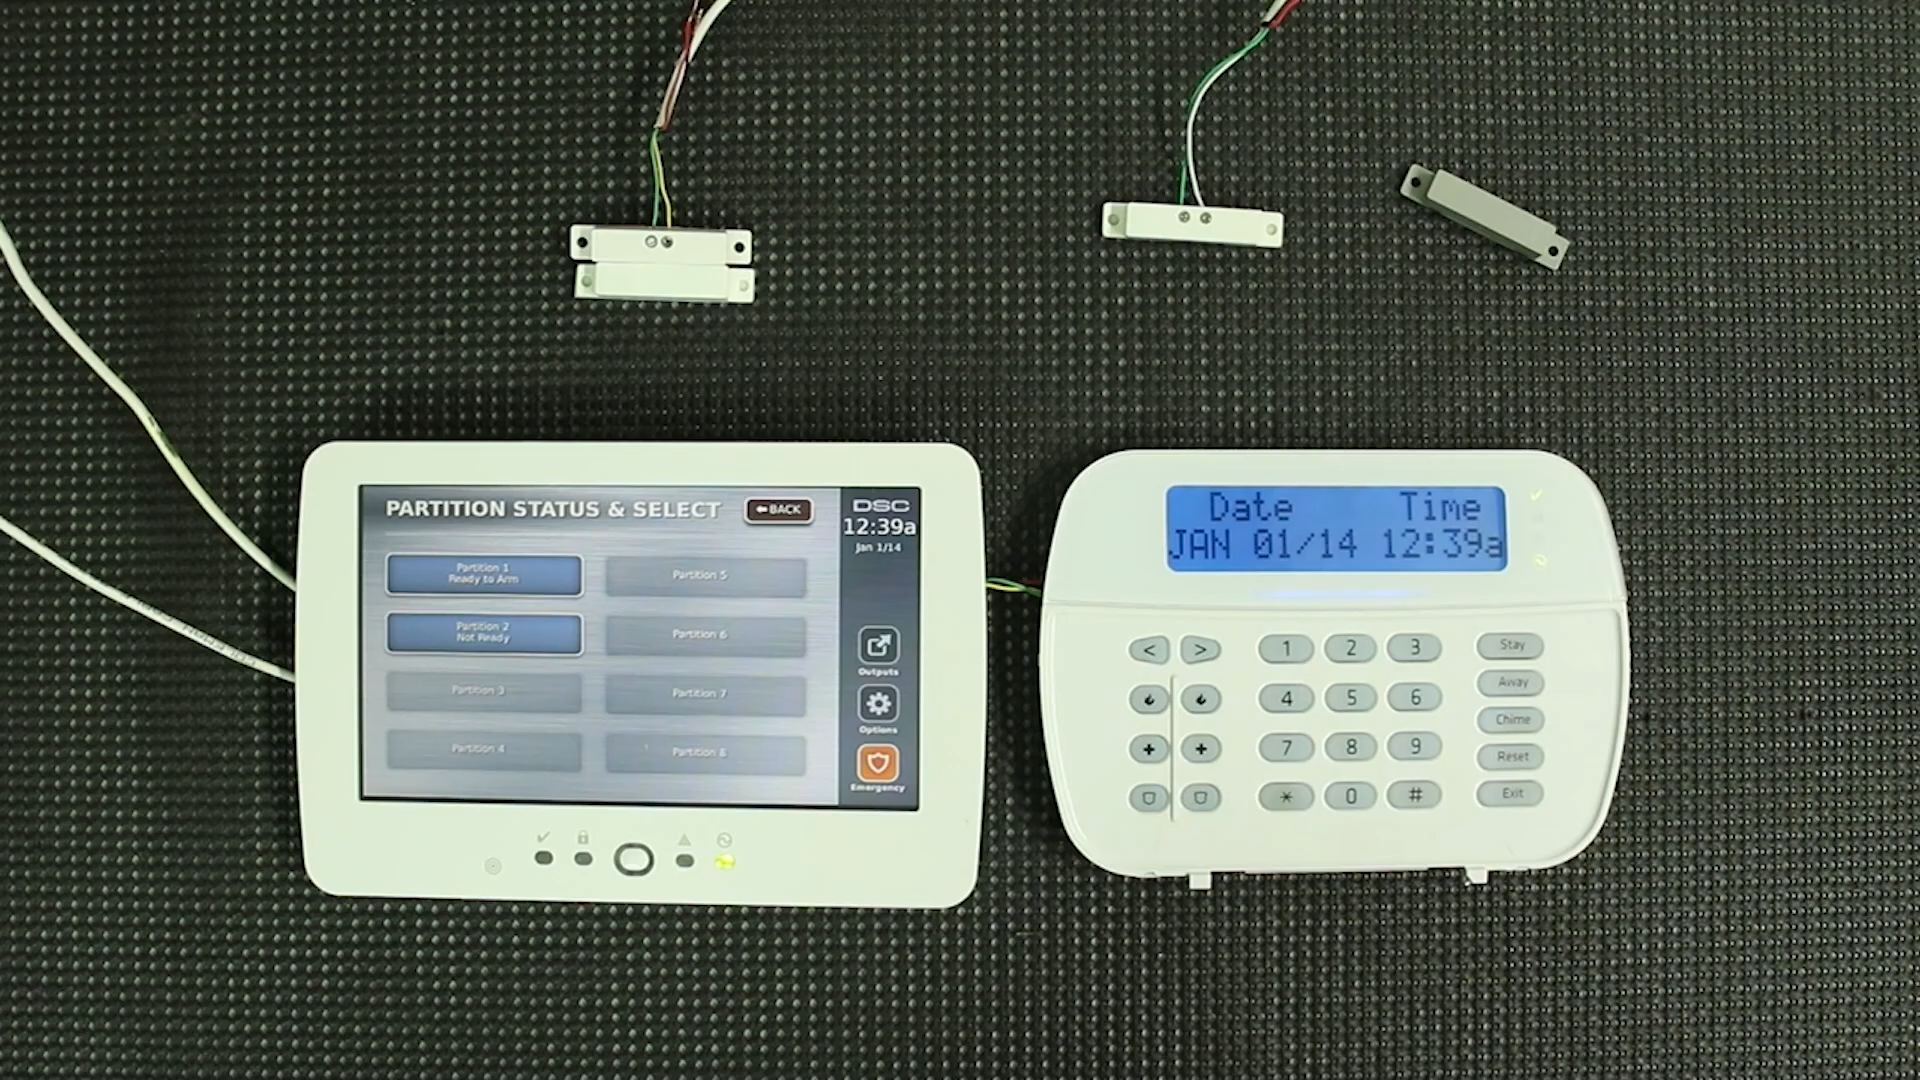 PARTITION STATUS & SELECT
BACK
DSC
12:39a
Jan 1/14
Partition 1
Ready to Arm
Partition 5
Partition 2
Not Ready
Partition 6
Partition 3
Partition 7
Partition 4
Partition 8
Outputs
Options
Emergency
Date Time
JAN 01/14 12:39a
< > 1 2 3 Stay
4 5 6 Away
Chime
+ + 7 8 9
Reset
* 0 # Exit